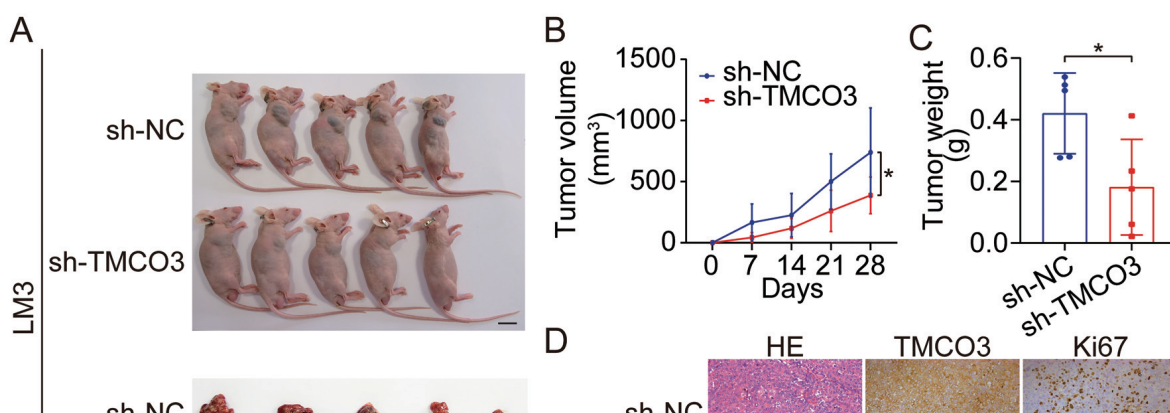 A
LM3
sh-NC
sh-TMCO3
sh-NC
B
Tumor volume
(mm³)
1500
1000
500
0
sh-NC
sh-TMCO3
*
0 7 14 21 28
Days
C
Tumor weight
(g)
0.6
0.4
0.2
0.0
*
sh-NC
sh-TMCO3
D
HE TMCO3 Ki67
sh-NC